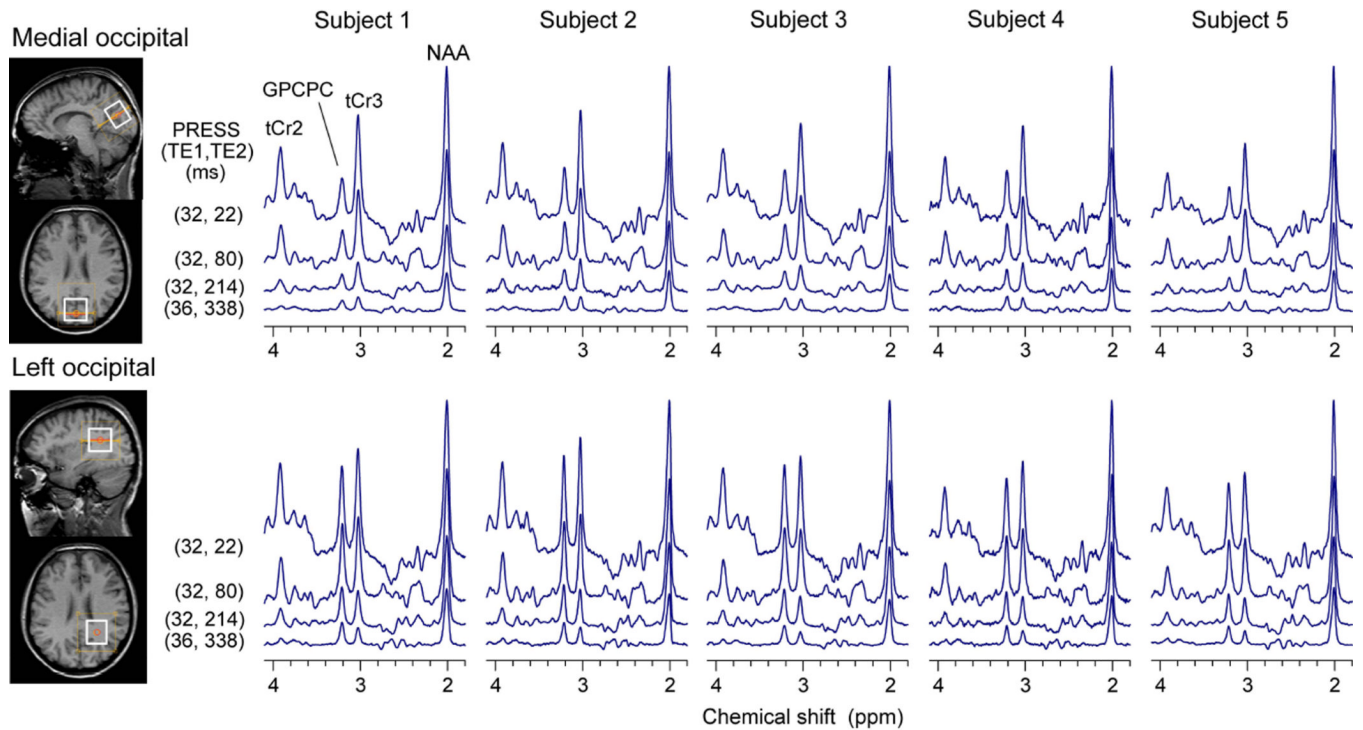 Subject 1 Subject 2 Subject 3 Subject 4 Subject 5
Medial occipital
NAA
GPCPC
tCr3
PRESS
tCr2
(TE1,TE2)
(ms)
(32, 22)
(32, 80)
(32, 214)
(36, 338)
4 3 2 4 3 2 4 3 2 4 3 2 4 3 2
Left occipital
(32, 22)
(32, 80)
(32, 214)
(36, 338)
4 3 2 4 3 2 4 3 2 4 3 2 4 3 2
Chemical shift (ppm)